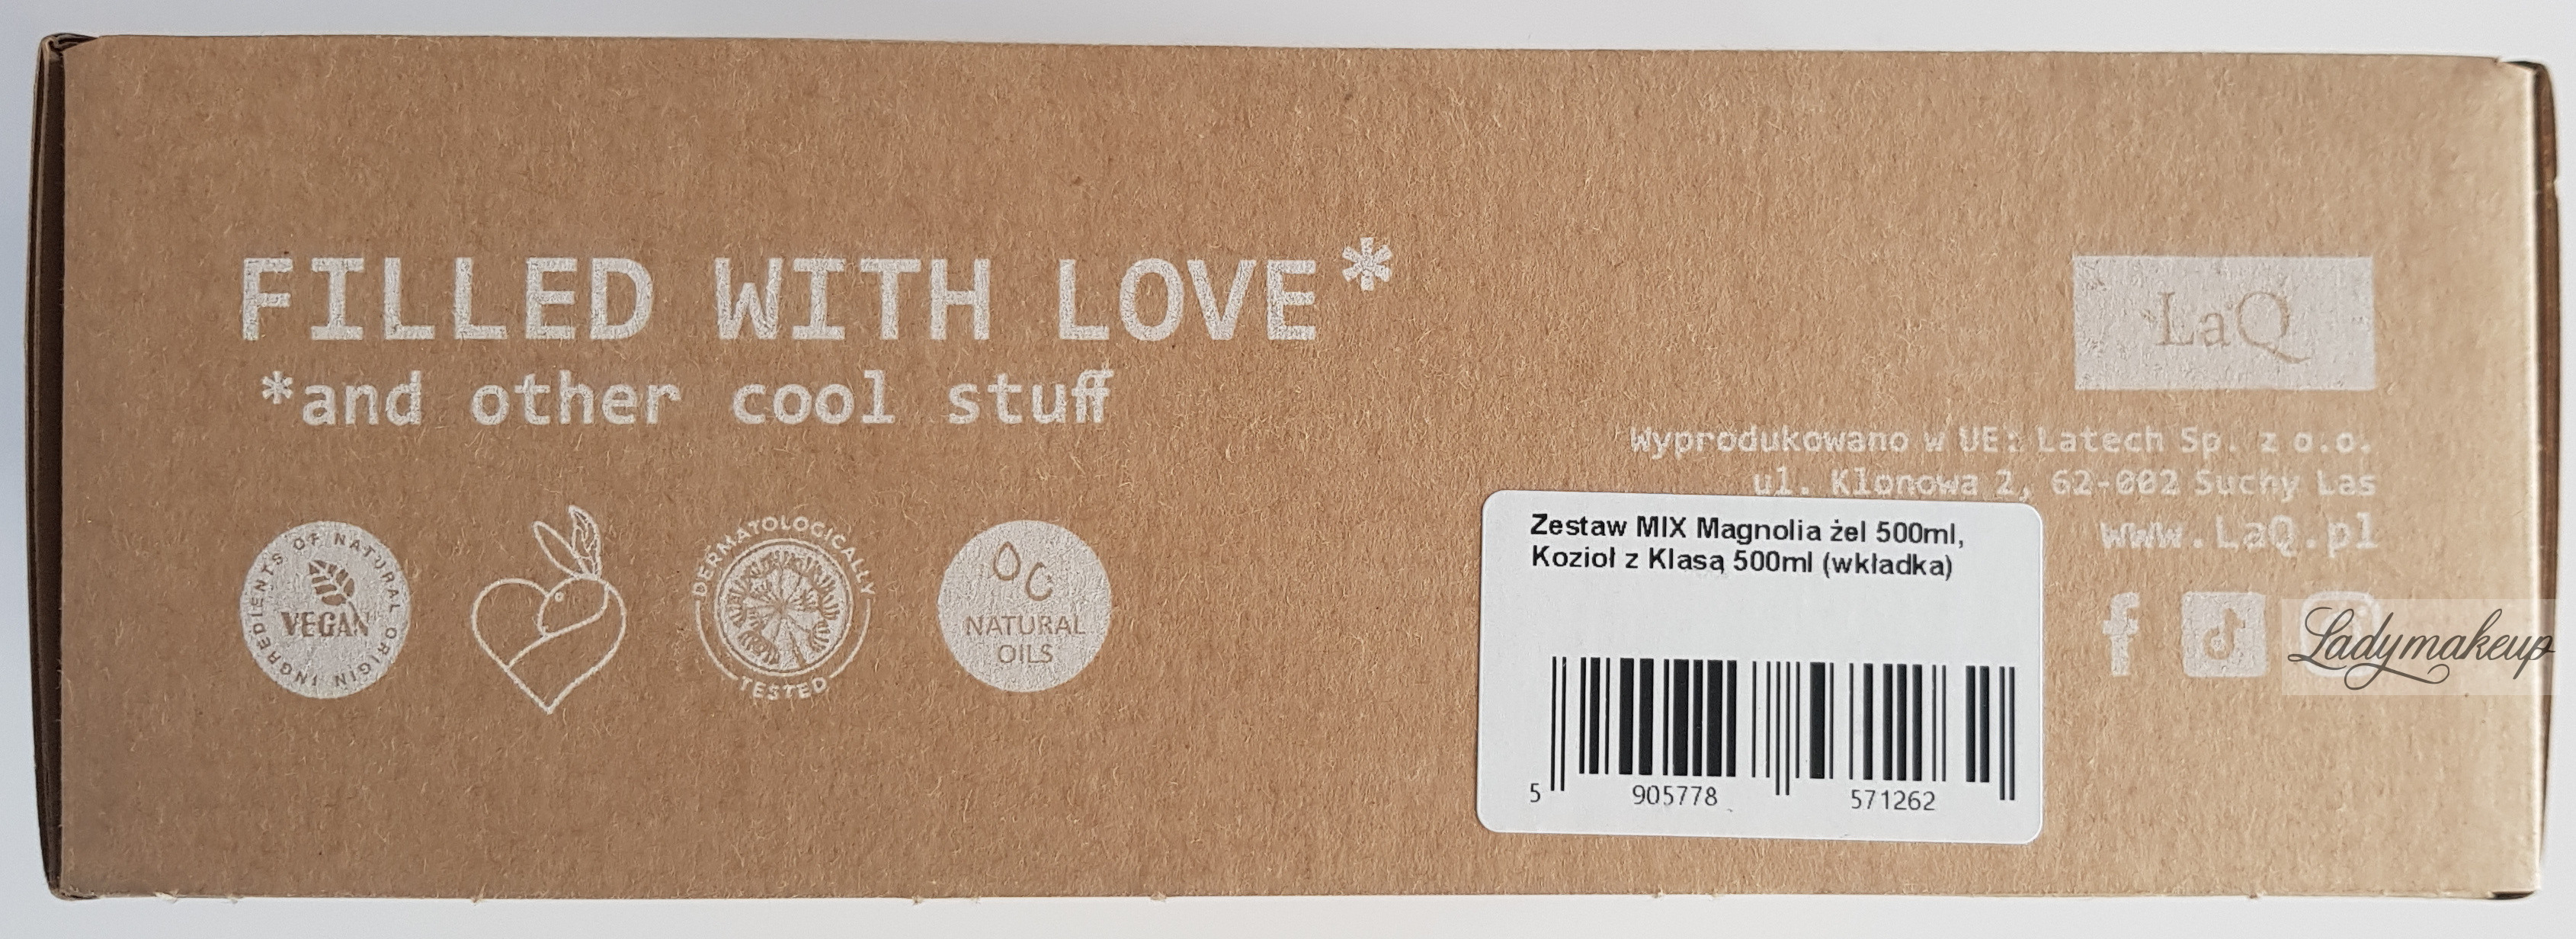 FILLED WITH LOVE*
*and other cool stuff
INGREDIENTS OF NATURAL ORIGIN
VEGAN
DERMATOLOGICALLY
TESTED
NATURAL
OILS
LaQ
Wyprodukowano w UE: Latech Sp. z o.o.
ul. Klonowa 2, 62-002 Suchy Las
www.LaQ.pl
Zestaw MIX Magnolia żel 500ml,
Kozioł z Klasą 500ml (wkładka)
5 905778 571262
Ladymakeup